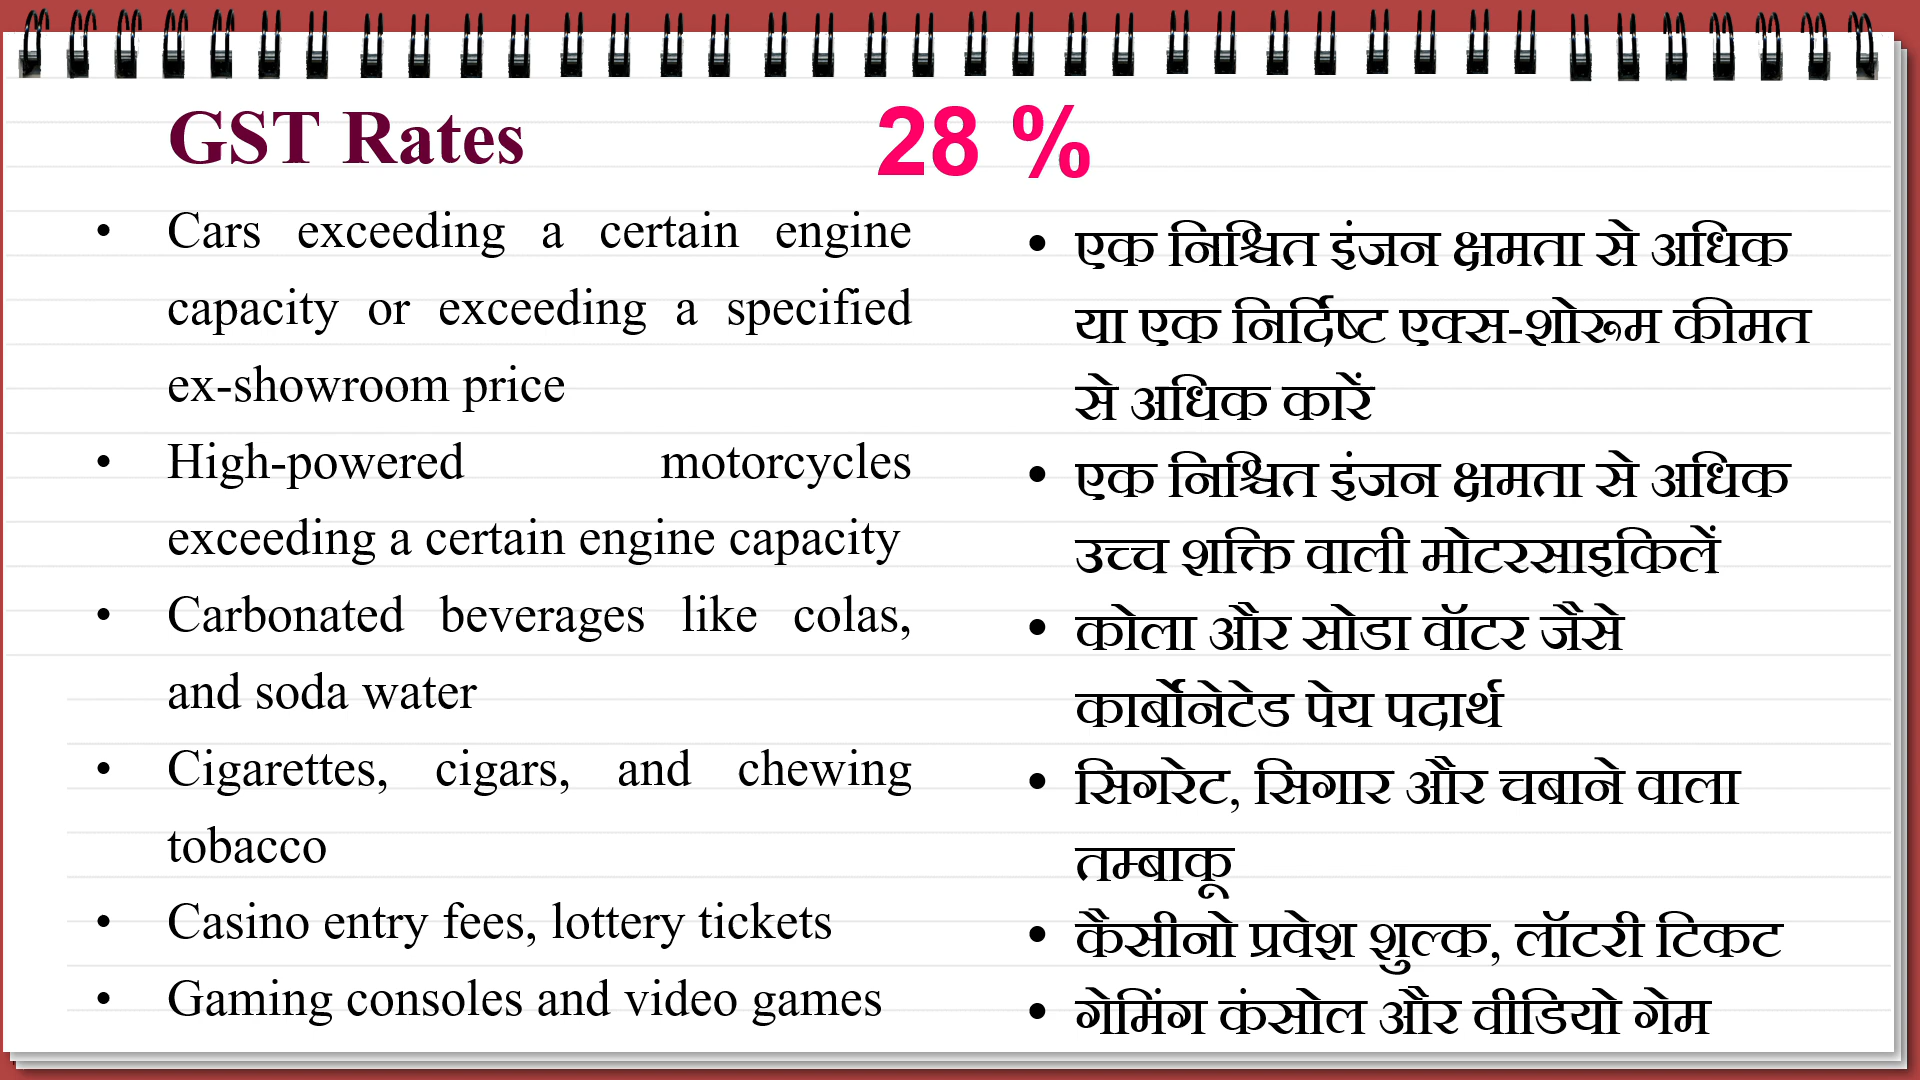 GST Rates
28 %
• Cars exceeding a certain engine
capacity or exceeding a specified
ex-showroom price
• High-powered motorcycles
exceeding a certain engine capacity
• Carbonated beverages like colas,
and soda water
• Cigarettes, cigars, and chewing
tobacco
• Casino entry fees, lottery tickets
• Gaming consoles and video games
• एक निश्चित इंजन क्षमता से अधिक
या एक निर्दिष्ट एक्स-शोरूम कीमत
से अधिक कारें
• एक निश्चित इंजन क्षमता से अधिक
उच्च शक्ति वाली मोटरसाइकिलें
• कोला और सोडा वॉटर जैसे
कार्बोनेटेड पेय पदार्थ
• सिगरेट, सिगार और चबाने वाला
तम्बाकू
• कैसीनो प्रवेश शुल्क, लॉटरी टिकट
• गेमिंग कंसोल और वीडियो गेम